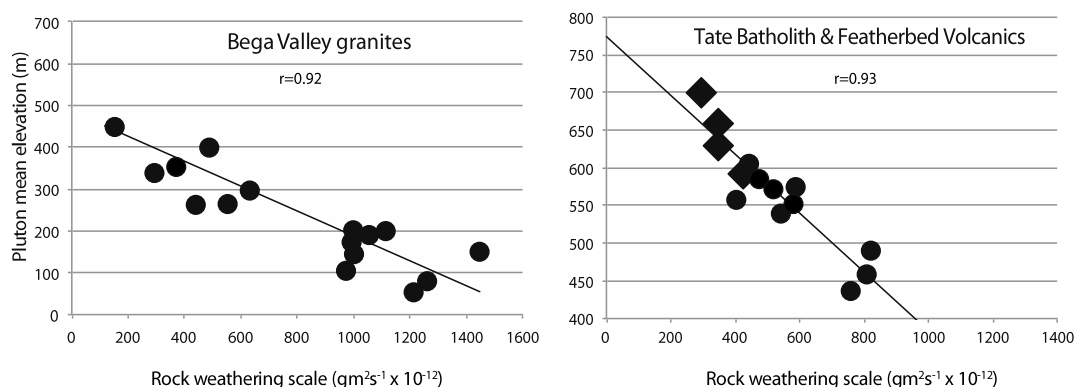 Bega Valley granites
r=0.92
Pluton mean elevation (m)
700
600
500
400
300
200
100
0
0 200 400 600 800 1000 1200 1400 1600
Rock weathering scale (gm²s⁻¹ x 10⁻¹²)
Tate Batholith & Featherbed Volcanics
r=0.93
800
750
700
650
600
550
500
450
400
0 200 400 600 800 1000 1200 1400
Rock weathering scale (gm²s⁻¹ x 10⁻¹²)